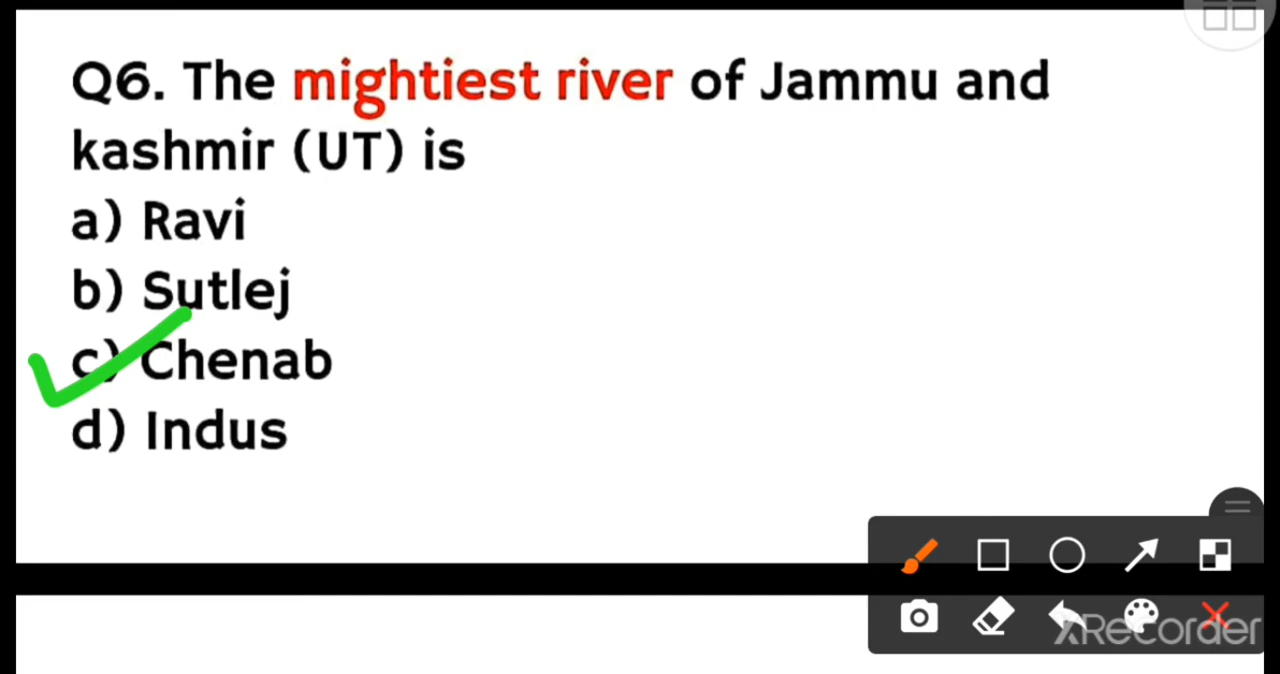 Q6. The mightiest river of Jammu and
kashmir (UT) is
a) Ravi
b) Sutlej
c) Chenab
d) Indus
XRecorder